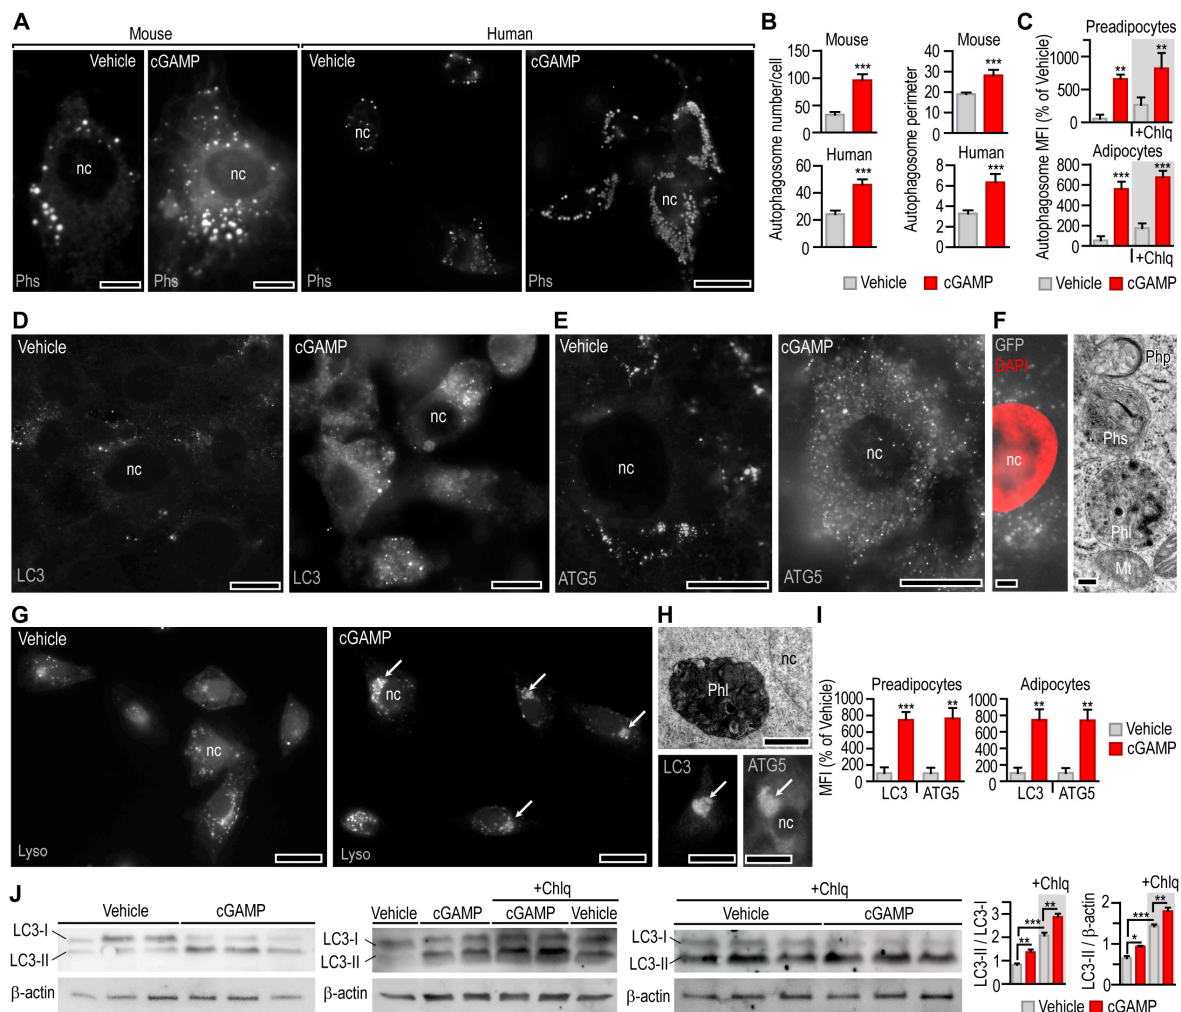 A
Mouse
Human
Vehicle
cGAMP
Vehicle
cGAMP
nc
nc
nc
nc
Phs
Phs
Phs
Phs
B
Mouse
Mouse
Autophagosome number/cell
150
100
50
0
***
Autophagosome perimeter
40
30
20
10
0
***
Human
Human
60
40
20
0
***
8
6
4
2
0
***
Vehicle
cGAMP
C
Preadipocytes
Autophagosome MFI (% of Vehicle)
1000
500
0
**
**
+Chlq
Adipocytes
800
600
400
200
0
***
***
+Chlq
Vehicle
cGAMP
D
Vehicle
cGAMP
nc
nc
LC3
LC3
E
Vehicle
cGAMP
nc
nc
ATG5
ATG5
F
GFP
DAPI
nc
Php
Phs
Phl
Mt
G
Vehicle
cGAMP
nc
nc
Lyso
Lyso
H
nc
Phl
LC3
ATG5
nc
I
Preadipocytes
Adipocytes
MFI (% of Vehicle)
1000
800
600
400
200
0
***
**
LC3
ATG5
1000
800
600
400
200
0
**
**
LC3
ATG5
Vehicle
cGAMP
J
Vehicle
cGAMP
LC3-I
LC3-II
β-actin
+Chlq
Vehicle
cGAMP
cGAMP
Vehicle
LC3-I
LC3-II
β-actin
+Chlq
Vehicle
cGAMP
LC3-I
LC3-II
β-actin
+Chlq
LC3-II / LC3-I
3
2
1
0
**
***
**
+Chlq
LC3-II / β-actin
2
1
0
*
***
**
Vehicle
cGAMP